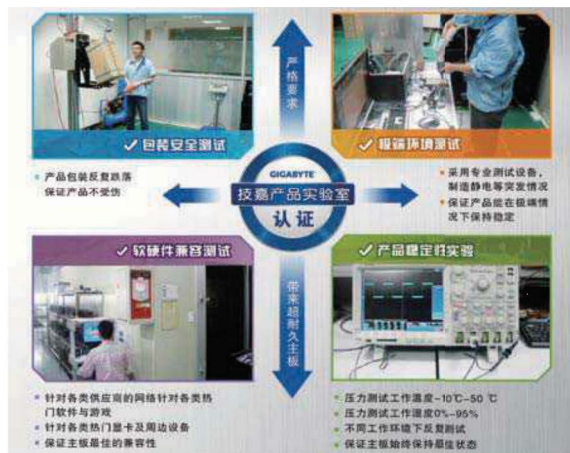 严格要求
✓ 包装安全测试
✓ 极端环境测试
产品包装反复跌落
保证产品不受伤
GIGABYTE™
技嘉产品实验室
认证
采用专业测试设备，
制造静电等突发情况
保证产品能在极端情
况下保持稳定
✓ 软硬件兼容测试
✓ 产品稳定性实验
带来超耐久主板
针对各类供应商的网络针对各类热
门软件与游戏
针对各类热门显卡及周边设备
保证主板最佳的兼容性
压力测试工作温度-10℃-50 ℃
压力测试工作湿度0%-95%
不同工作环境下反复测试
保证主板始终保持最佳状态